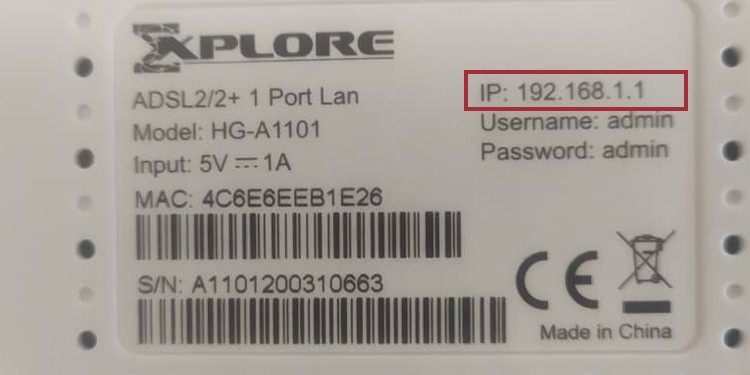 XPLORE
ADSL2/2+ 1 Port Lan
Model: HG-A1101
Input: 5V⎓1A
MAC: 4C6E6EEB1E26
S/N: A1101200310663
IP: 192.168.1.1
Username: admin
Password: admin
CE
Made in China